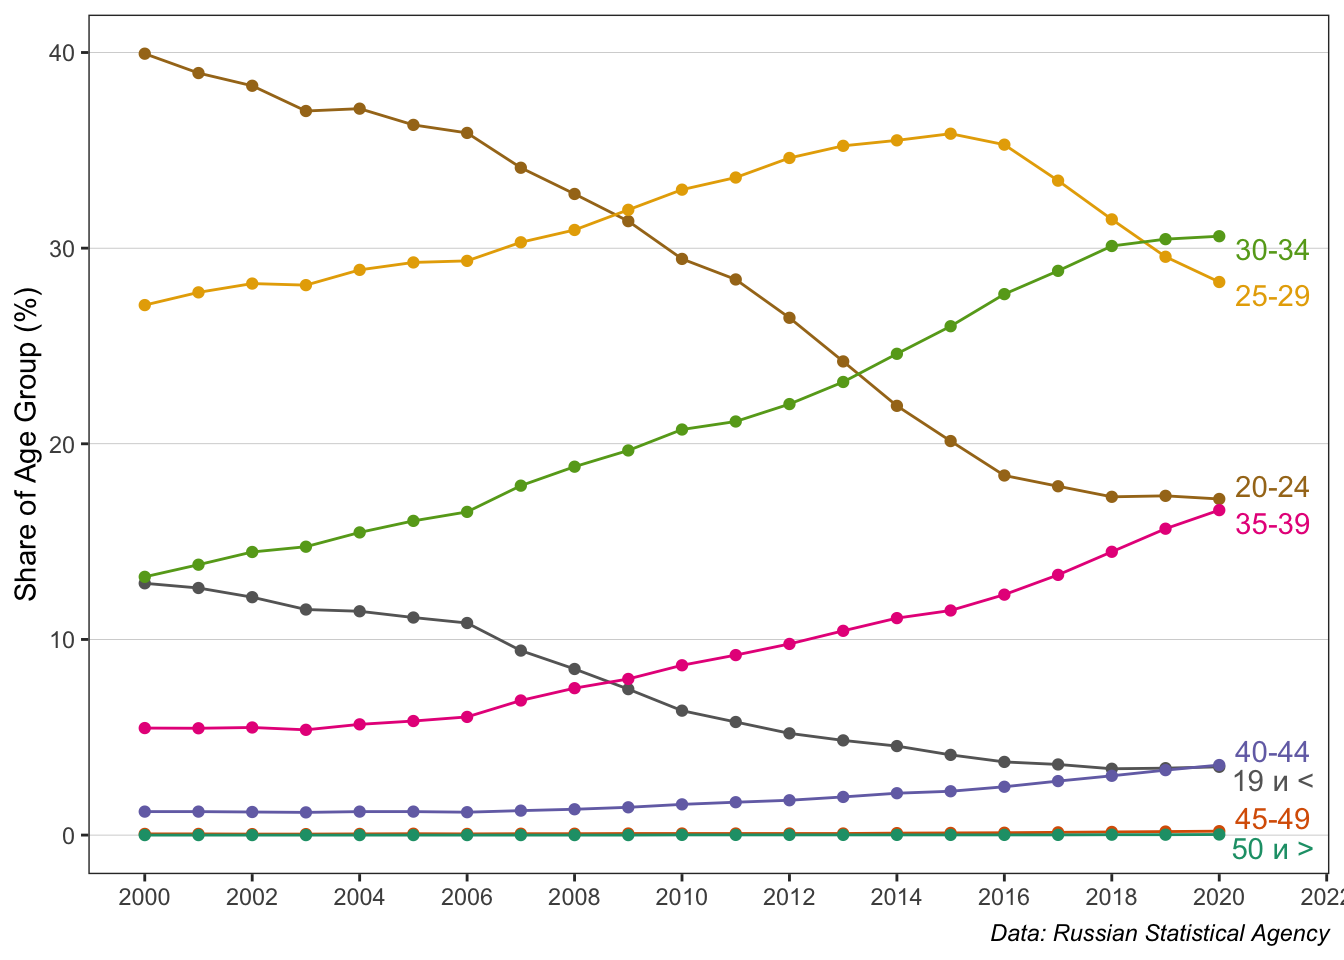 Share of Age Group (%)
40
30
20
10
0
30-34
25-29
20-24
35-39
40-44
19 и <
45-49
50 и >
2000 2002 2004 2006 2008 2010 2012 2014 2016 2018 2020 2022
Data: Russian Statistical Agency